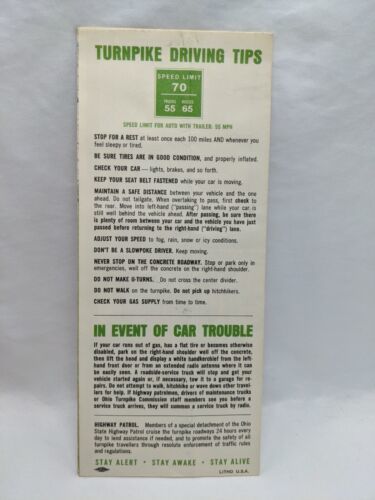 TURNPIKE DRIVING TIPS
SPEED LIMIT
70
TRUCKS BUSES
55 65
SPEED LIMIT FOR AUTO WITH TRAILER: 55 MPH
STOP FOR A REST at least once each 100 miles AND whenever you
feel sleepy or tired.
BE SURE TIRES ARE IN GOOD CONDITION, and properly inflated.
CHECK YOUR CAR — lights, brakes, and so forth.
KEEP YOUR SEAT BELT FASTENED while your car is moving.
MAINTAIN A SAFE DISTANCE between your vehicle and the one
ahead. Do not tailgate. When overtaking to pass, first check to
the rear. Move into left-hand ("passing") lane while your car is
still well behind the vehicle ahead. After passing, be sure there
is plenty of room between your car and the vehicle you have just
passed before returning to the right-hand ("driving") lane.
ADJUST YOUR SPEED to fog, rain, snow or icy conditions.
DON'T BE A SLOWPOKE DRIVER. Keep moving.
NEVER STOP ON THE CONCRETE ROADWAY. Stop or park only in
emergencies, well off the concrete on the right-hand shoulder.
DO NOT MAKE U-TURNS. Do not cross the center divider.
DO NOT WALK on the turnpike. Do not pick up hitchhikers.
CHECK YOUR GAS SUPPLY from time to time.
IN EVENT OF CAR TROUBLE
If your car runs out of gas, has a flat tire or becomes otherwise
disabled, park on the right-hand shoulder well off the concrete,
then lift the hood and display a white handkerchief from the left-
hand front door or from an extended radio antenna where it can
be easily seen. A roadside-service truck will stop and get your
vehicle started again or, if necessary, tow it to a garage for re-
pairs. Do not attempt to walk, hitchhike or wave down other travel-
lers for help. If highway patrolmen, drivers of maintenance trucks
or Ohio Turnpike Commission staff members see you before a
service truck arrives, they will summon a service truck by radio.
HIGHWAY PATROL. Members of a special detachment of the Ohio
State Highway Patrol cruise the turnpike roadways 24 hours every
day to lend assistance if needed, and to promote the safety of all
turnpike travellers through resolute enforcement of traffic rules
and regulations.
STAY ALERT • STAY AWAKE • STAY ALIVE
LITHO U.S.A.